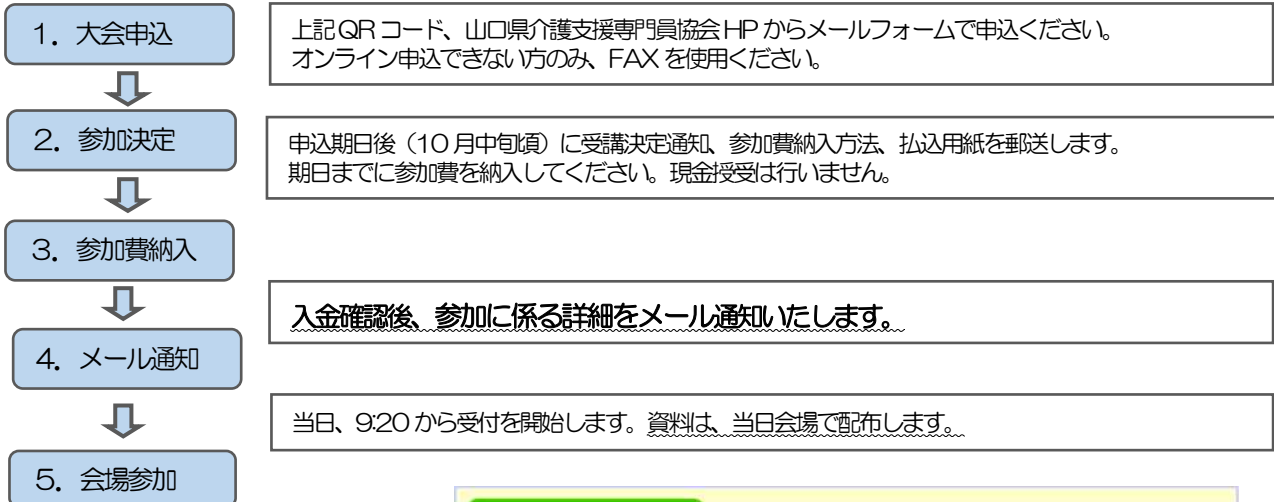 1. 大会申込
上記QRコード、山口県介護支援専門員協会HPからメールフォームで申込ください。
オンライン申込できない方のみ、FAXを使用ください。
2. 参加決定
申込期日後（10月中旬頃）に受講決定通知、参加費納入方法、払込用紙を郵送します。
期日までに参加費を納入してください。現金授受は行いません。
3. 参加費納入
入金確認後、参加に係る詳細をメール通知いたします。
4. メール通知
当日、9:20から受付を開始します。資料は、当日会場で配布します。
5. 会場参加